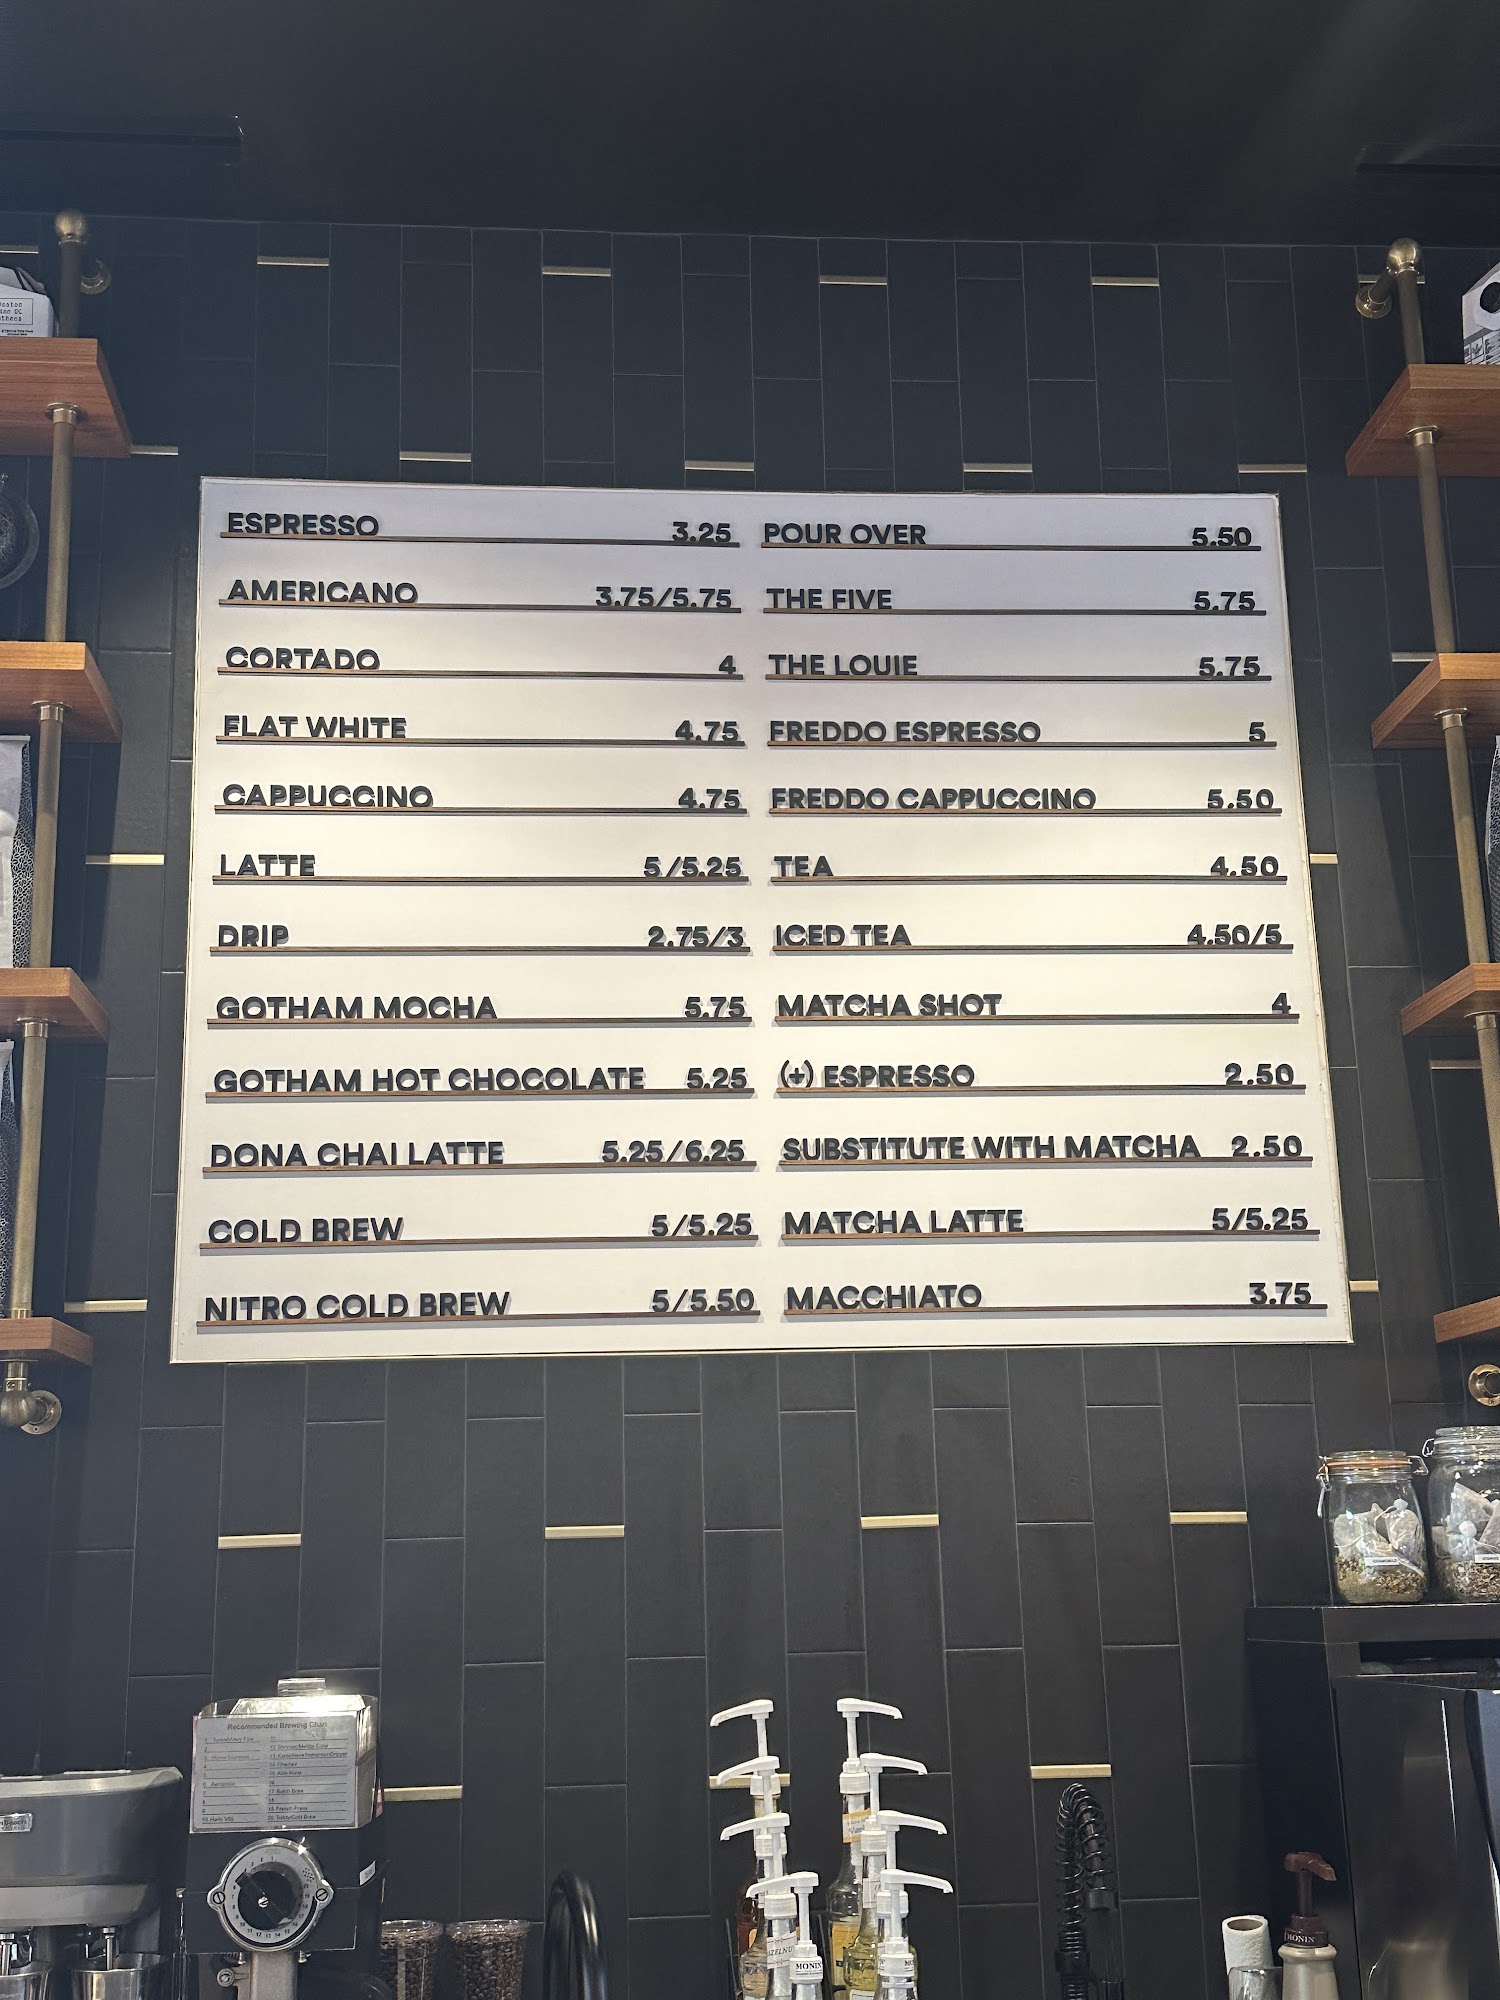 ESPRESSO 3.25
AMERICANO 3.75/5.75
CORTADO 4
FLAT WHITE 4.75
CAPPUCCINO 4.75
LATTE 5/5.25
DRIP 2.75/3
GOTHAM MOCHA 5.75
GOTHAM HOT CHOCOLATE 5.25
DONA CHAI LATTE 5.25/6.25
COLD BREW 5/5.25
NITRO COLD BREW 5/5.50
POUR OVER 5.50
THE FIVE 5.75
THE LOUIE 5.75
FREDDO ESPRESSO 5
FREDDO CAPPUCCINO 5.50
TEA 4.50
ICED TEA 4.50/5
MATCHA SHOT 4
(+) ESPRESSO 2.50
SUBSTITUTE WITH MATCHA 2.50
MATCHA LATTE 5/5.25
MACCHIATO 3.75
Recommended Brewing Chart
MONIN
MONIN